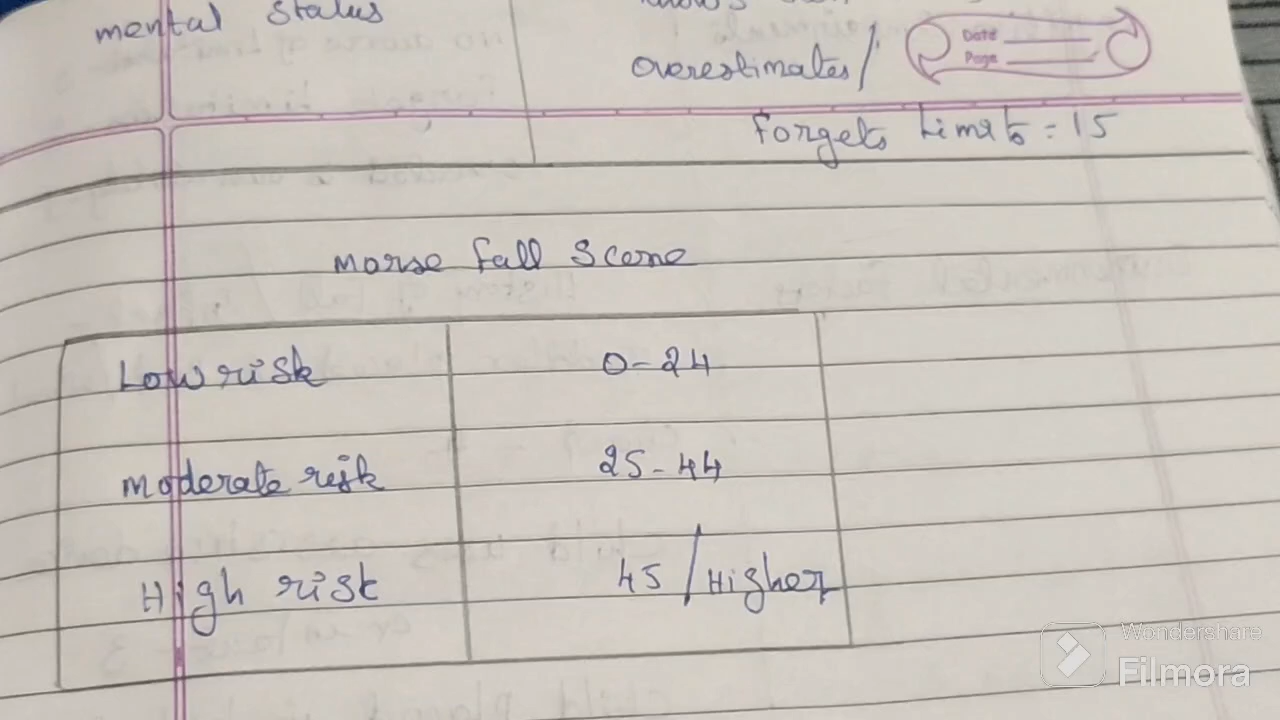 mental status
overestimates/
Date
Page
Forgets Limits = 15
morse fall Score
Low risk 0-24
moderate risk 25-44
High risk 45 / Higher
Wondershare
Filmora